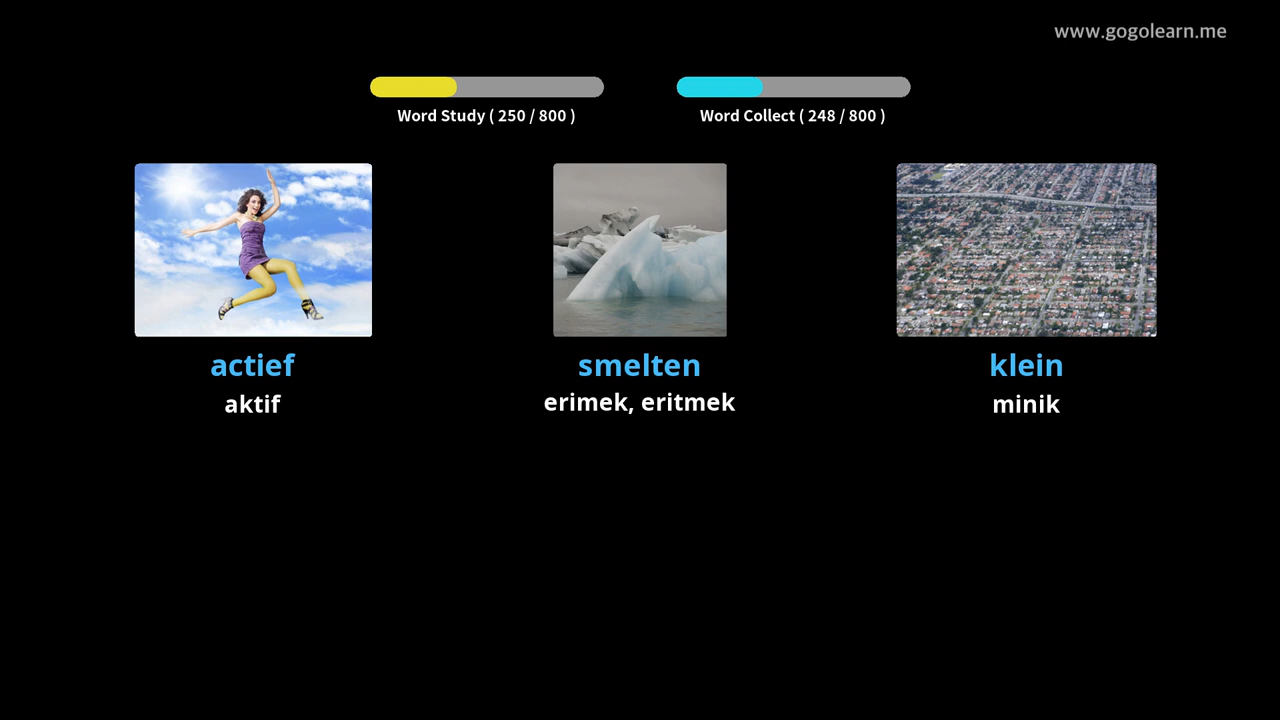 www.gogolearn.me
Word Study ( 250 / 800 )
Word Collect ( 248 / 800 )
actief
smelten
klein
aktif
erimek, eritmek
minik